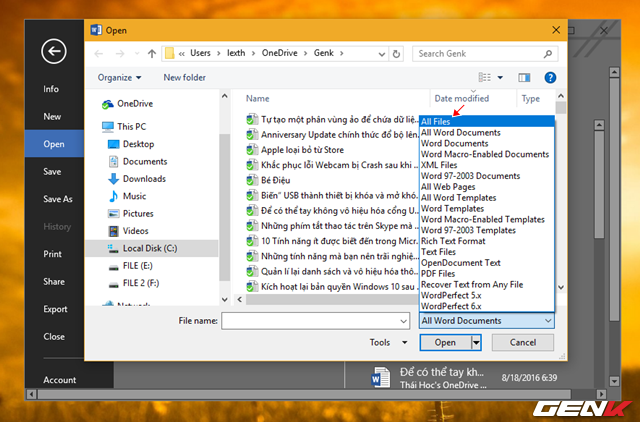 Open
« Users › lexth › OneDrive › Genk ›
Search Genk
Organize
New folder
Info
New
Open
Save
Save As
History
Print
Share
Export
Close
Account
OneDrive
This PC
Desktop
Documents
Downloads
Music
Pictures
Videos
Local Disk (C:)
FILE (E:)
FILE 2 (F:)
Network
Name
Date modified
Type
Tự tạo một phân vùng ảo để chứa dữ liệ...
Anniversary Update chính thức đổ bộ lên...
Apple loại bỏ từ Store
Khắc phục lỗi Webcam bị Crash sau khi ...
Bé Điệu
Biến" USB thành thiết bị khóa và mở khó...
Để có thể tay không vô hiệu hóa cổng U...
Những phím tắt thao tác trên Skype mà ...
10 Tính năng ít được biết đến trong Micr...
Những tính năng mà bạn nên trãi nghiệ...
Quản lí lại danh sách và vô hiệu hóa thô...
Kích hoạt lại bản quyền Windows 10 sau ...
All Files
All Word Documents
Word Documents
Word Macro-Enabled Documents
XML Files
Word 97-2003 Documents
All Web Pages
All Word Templates
Word Templates
Word Macro-Enabled Templates
Word 97-2003 Templates
Rich Text Format
Text Files
OpenDocument Text
PDF Files
Recover Text from Any File
WordPerfect 5.x
WordPerfect 6.x
File name:
All Word Documents
Tools
Open
Cancel
Để có thể tay kh...
Thái Học's OneDrive ...
8/18/2016 6:39
GENK